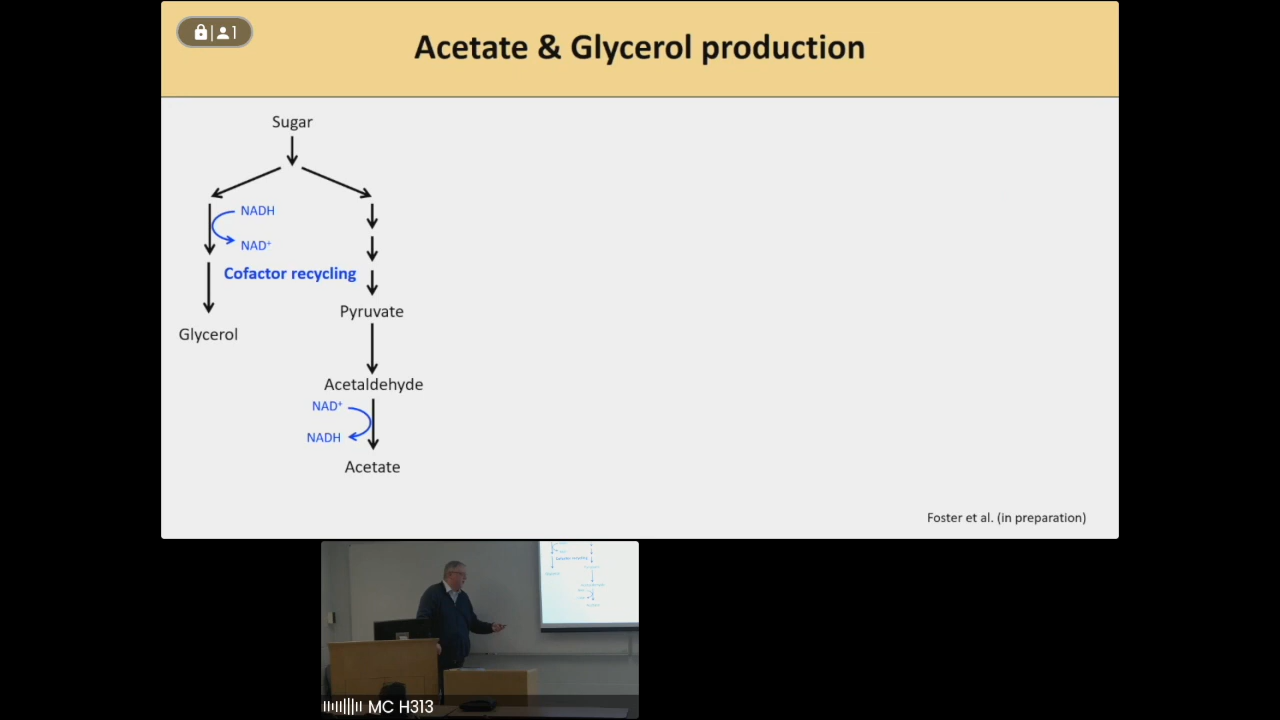 1
Acetate & Glycerol production
Sugar
NADH
NAD⁺
Cofactor recycling
Pyruvate
Glycerol
Acetaldehyde
NAD⁺
NADH
Acetate
Foster et al. (in preparation)
MC H313